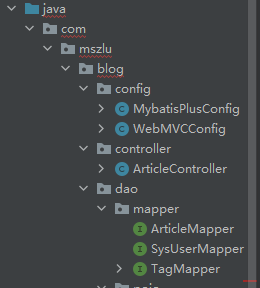 java
com
mszlu
blog
config
MybatisPlusConfig
WebMVCConfig
controller
ArticleController
dao
mapper
ArticleMapper
SysUserMapper
TagMapper